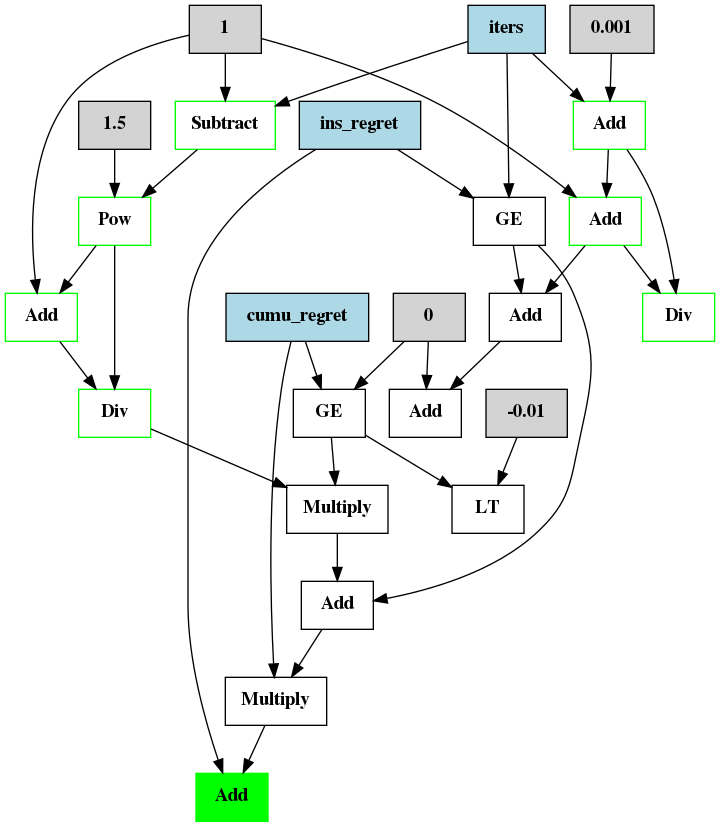 1
iters
0.001
1.5
Subtract
ins_regret
Add
Pow
GE
Add
Add
cumu_regret
0
Add
Div
Div
GE
Add
-0.01
Multiply
LT
Add
Multiply
Add